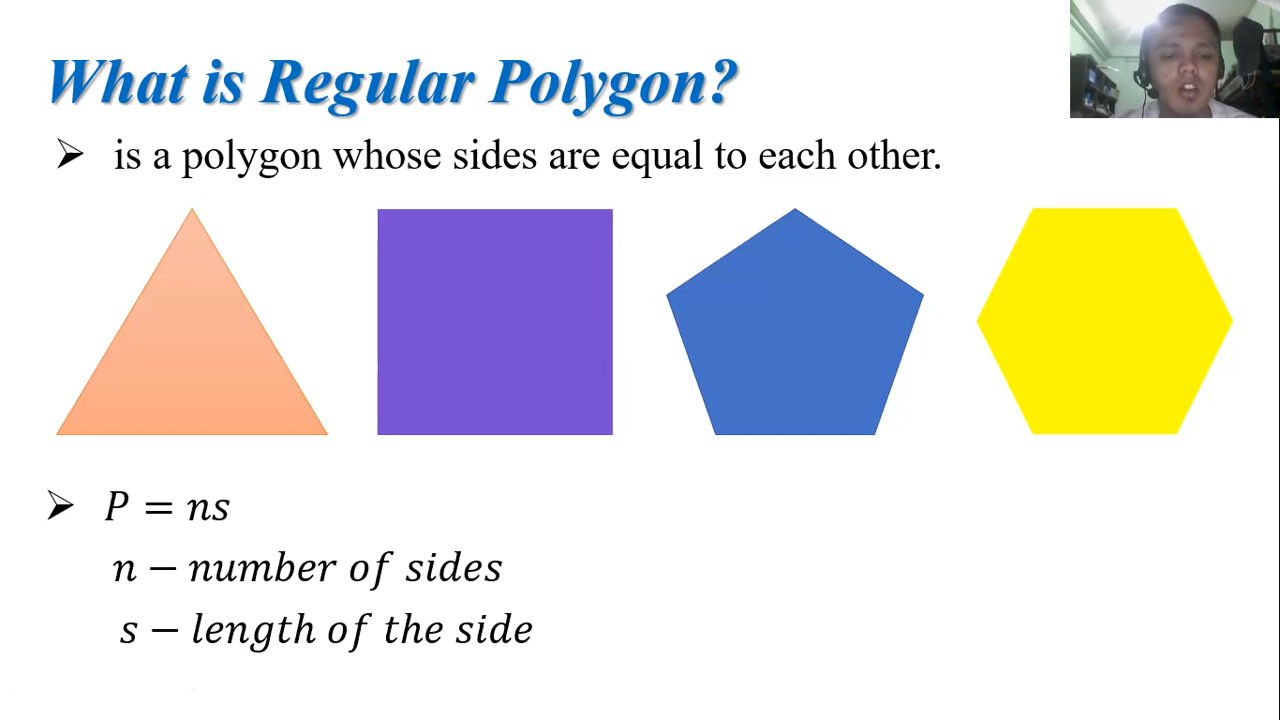 What is Regular Polygon?
➢ is a polygon whose sides are equal to each other.
➢ P = ns
n − number of sides
s − length of the side